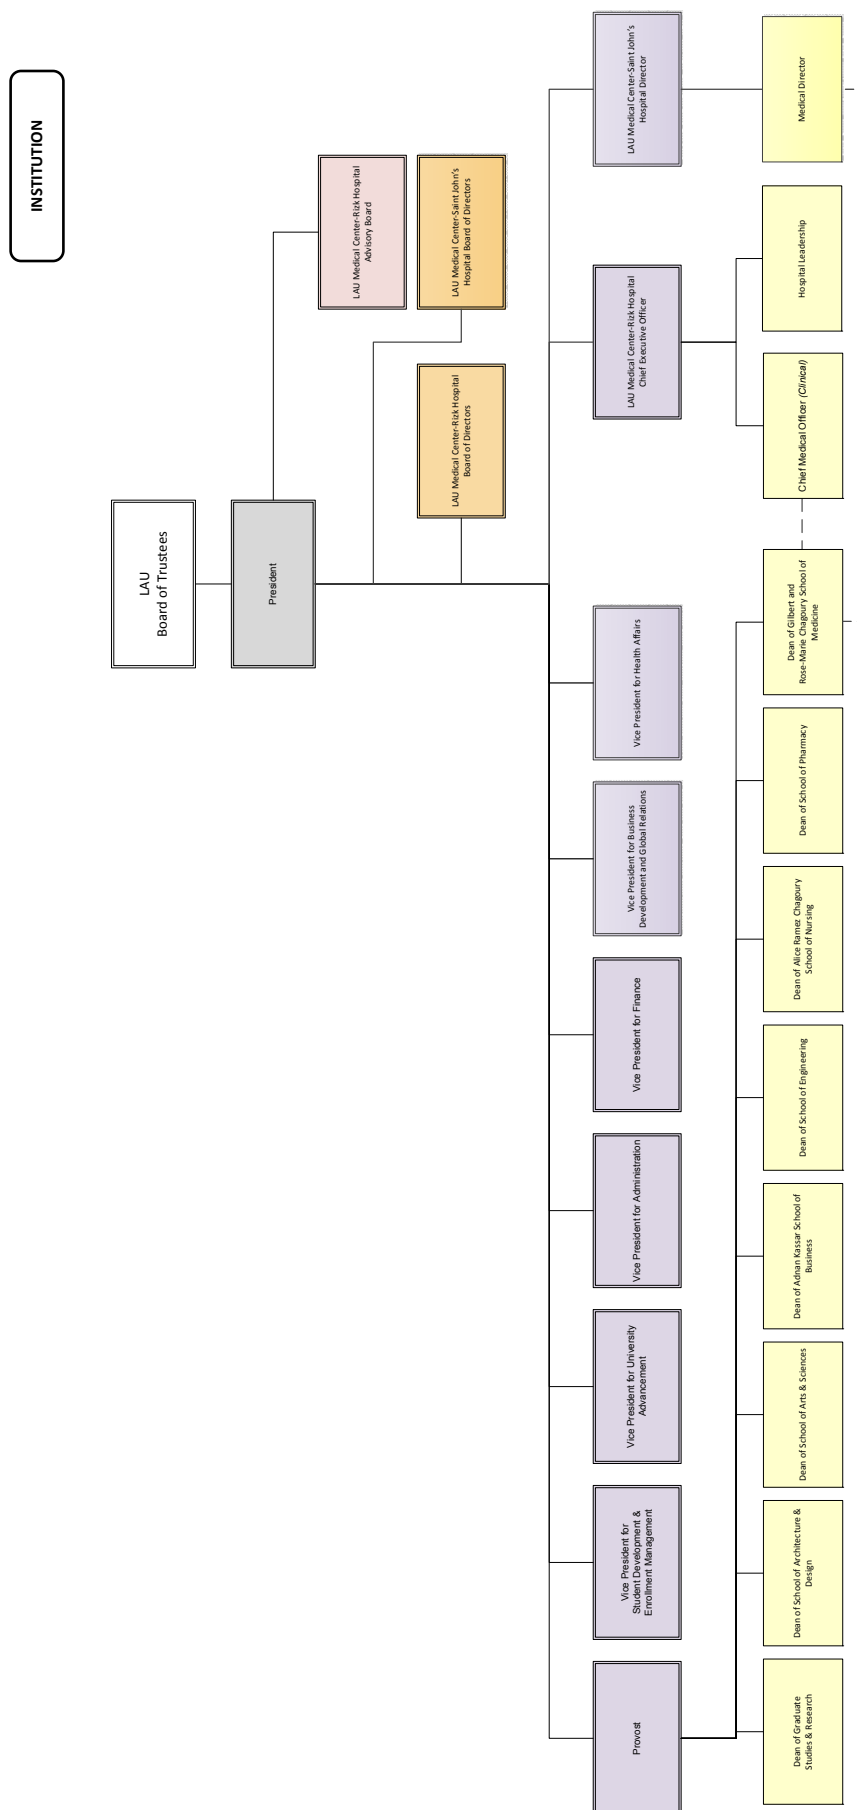 INSTITUTION
LAU
Board of Trustees
President
LAU Medical Center-Rizk Hospital
Advisory Board
LAU Medical Center-Rizk Hospital
Board of Directors
LAU Medical Center-Saint John's
Hospital Board of Directors
Provost
Vice President for
Student Development &
Enrollment Management
Vice President for University
Advancement
Vice President for Administration
Vice President for Finance
Vice President for Business
Development and Global Relations
Vice President for Health Affairs
LAU Medical Center-Rizk Hospital
Chief Executive Officer
LAU Medical Center-Saint John's
Hospital Director
Dean of Graduate
Studies & Research
Dean of School of Architecture &
Design
Dean of School of Arts & Sciences
Dean of Adnan Kassar School of
Business
Dean of School of Engineering
Dean of Alice Ramez Chagoury
School of Nursing
Dean of School of Pharmacy
Dean of Gilbert and
Rose-Marie Chagoury School of
Medicine
Chief Medical Officer (Clinical)
Hospital Leadership
Medical Director